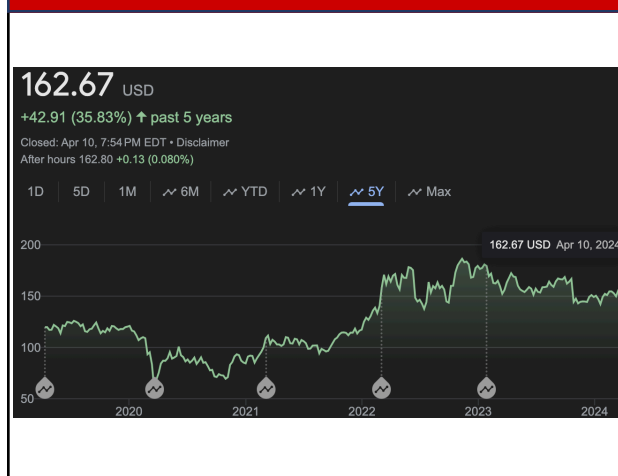 162.67 USD
+42.91 (35.83%) ↑ past 5 years
Closed: Apr 10, 7:54 PM EDT • Disclaimer
After hours 162.80 +0.13 (0.080%)
1D 5D 1M 6M YTD 1Y 5Y Max
200
162.67 USD Apr 10, 2024
150
100
50
2020 2021 2022 2023 2024